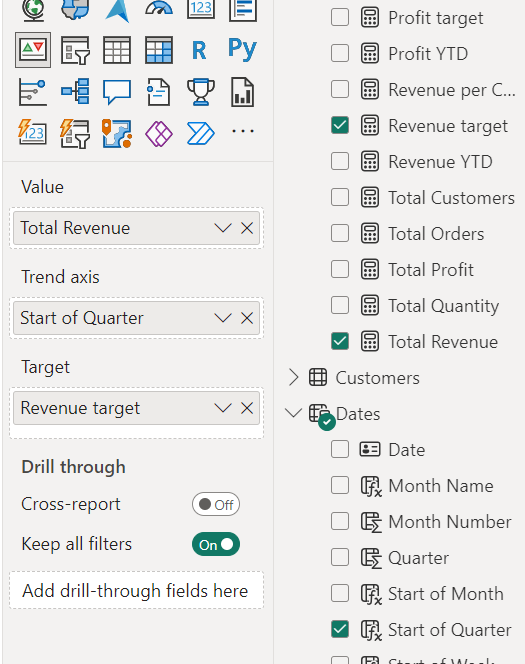 123
R
Py
123
...
Value
Total Revenue
Trend axis
Start of Quarter
Target
Revenue target
Drill through
Cross-report
Off
Keep all filters
On
Add drill-through fields here
Profit target
Profit YTD
Revenue per C...
Revenue target
Revenue YTD
Total Customers
Total Orders
Total Profit
Total Quantity
Total Revenue
Customers
Dates
Date
Month Name
Month Number
Quarter
Start of Month
Start of Quarter